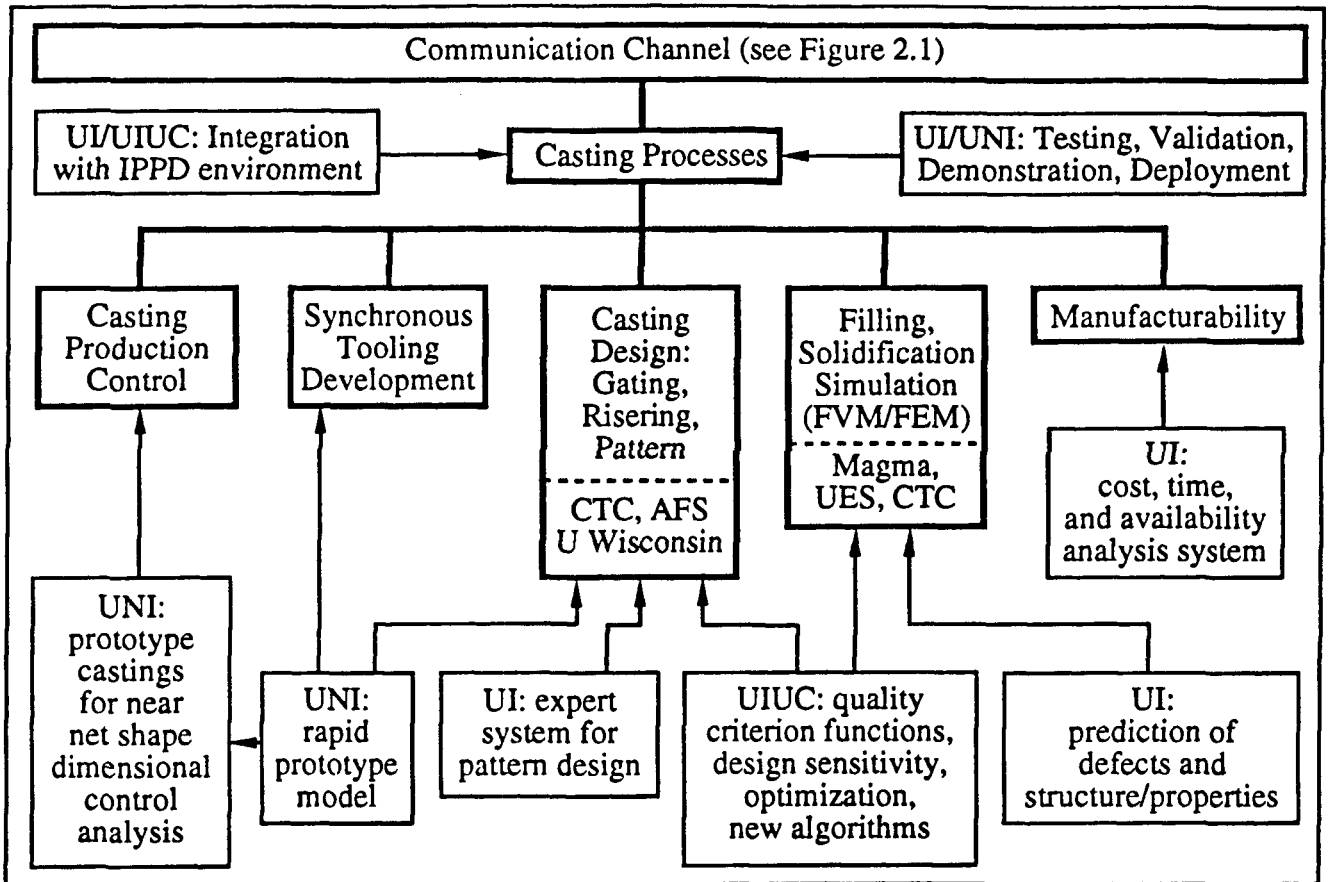 Communication Channel (see Figure 2.1)
UI/UIUC: Integration
with IPPD environment
Casting Processes
UI/UNI: Testing, Validation,
Demonstration, Deployment
Casting
Production
Control
Synchronous
Tooling
Development
Casting
Design:
Gating,
Risering,
Pattern
CTC, AFS
U Wisconsin
Filling,
Solidification
Simulation
(FVM/FEM)
Magma,
UES, CTC
Manufacturability
UI:
cost, time,
and availability
analysis system
UNI:
prototype
castings
for near
net shape
dimensional
control
analysis
UNI:
rapid
prototype
model
UI: expert
system for
pattern design
UIUC: quality
criterion functions,
design sensitivity,
optimization,
new algorithms
UI:
prediction of
defects and
structure/properties